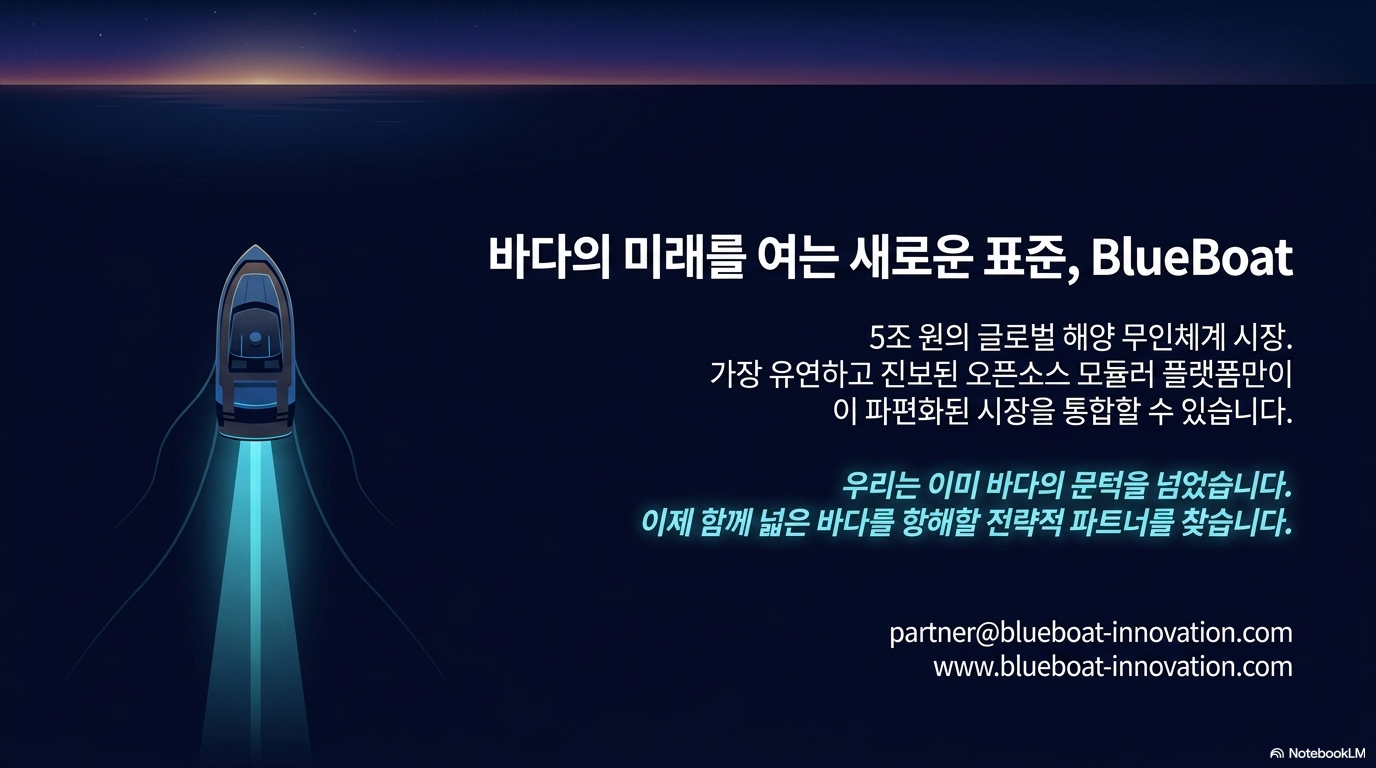 바다의 미래를 여는 새로운 표준, BlueBoat
5조 원의 글로벌 해양 무인체계 시장.
가장 유연하고 진보된 오픈소스 모듈러 플랫폼만이
이 파편화된 시장을 통합할 수 있습니다.
우리는 이미 바다의 문턱을 넘었습니다.
이제 함께 넓은 바다를 항해할 전략적 파트너를 찾습니다.
partner@blueboat-innovation.com
www.blueboat-innovation.com
NotebookLM